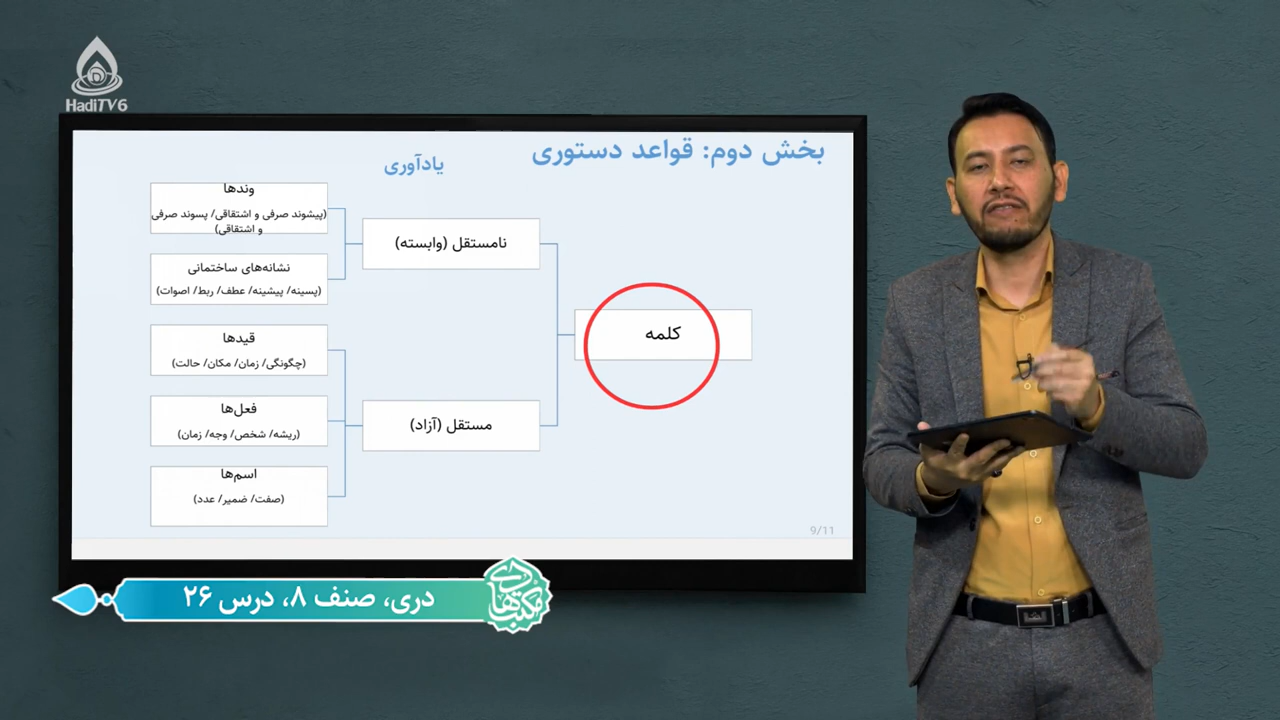 HadiTV6
بخش دوم: قواعد دستوری
یادآوری
کلمه
نامستقل (وابسته)
وندها
(پیشوند صرفی و اشتقاقی/ پسوند صرفی
و اشتقاقی)
نشانه‌های ساختمانی
(پسینه/ پیشینه/ عطف/ ربط/ اصوات)
مستقل (آزاد)
قیدها
(چگونگی/ زمان/ مکان/ حالت)
فعل‌ها
(ریشه/ شخص/ وجه/ زمان)
اسم‌ها
(صفت/ ضمیر/ عدد)
9/11
دری، صنف ۸، درس ۲۶